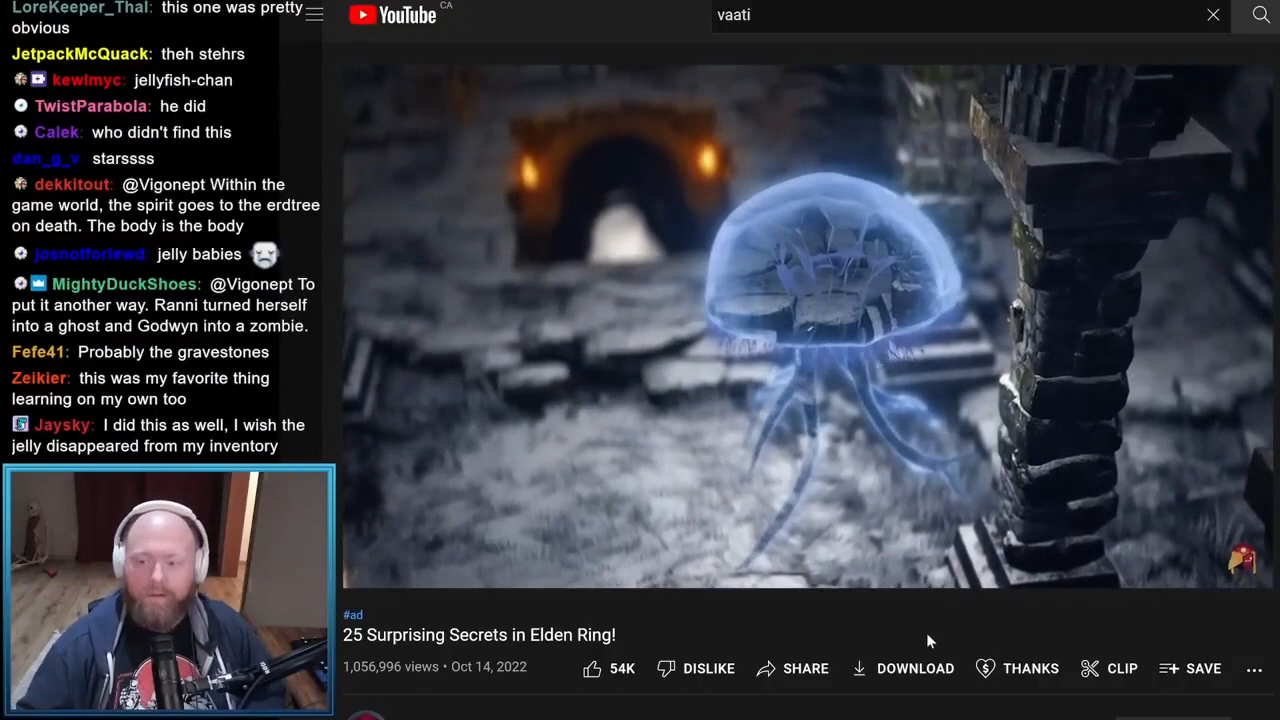 LoreKeeper_Thal: this one was pretty
obvious
JetpackMcQuack: theh stehrs
kewlmyc: jellyfish-chan
TwistParabola: he did
Calek: who didn't find this
dan_g_v starssss
dekkitout: @Vigonept Within the
game world, the spirit goes to the erdtree
on death. The body is the body
josnotforlewd jelly babies
MightyDuckShoes: @Vigonept To
put it another way. Ranni turned herself
into a ghost and Godwyn into a zombie.
Fefe41: Probably the gravestones
Zeikier: this was my favorite thing
learning on my own too
Jaysky: I did this as well, I wish the
jelly disappeared from my inventory
YouTube CA
vaati
#ad
25 Surprising Secrets in Elden Ring!
1,056,996 views • Oct 14, 2022
54K DISLIKE SHARE DOWNLOAD THANKS CLIP SAVE